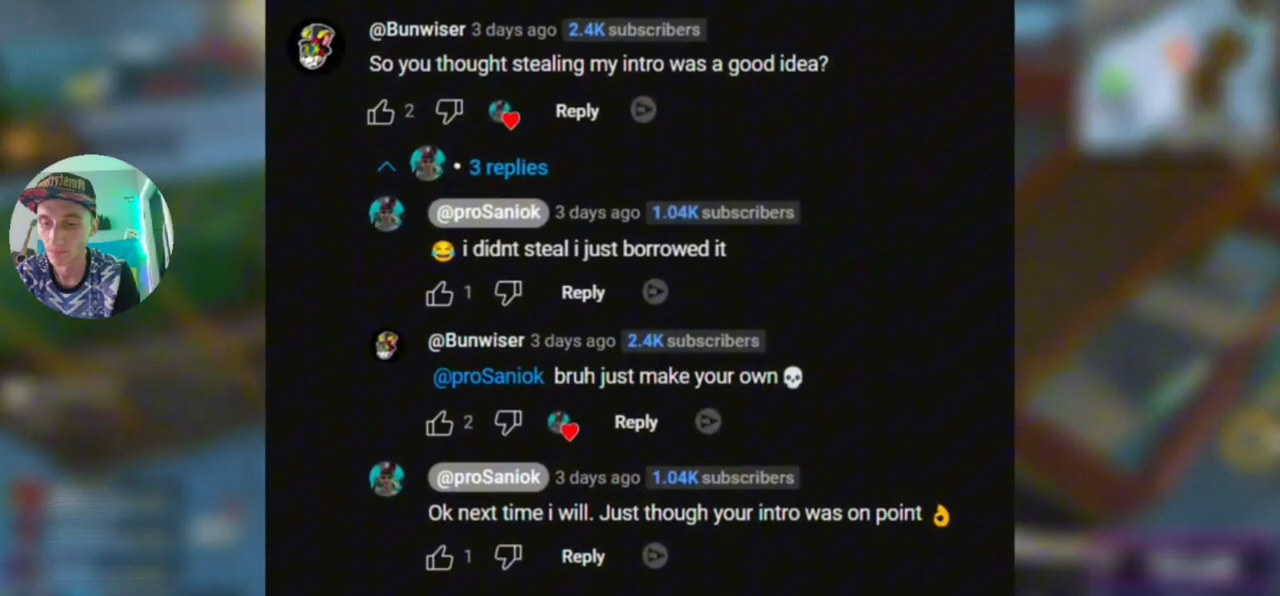 @Bunwiser 3 days ago 2.4K subscribers
So you thought stealing my intro was a good idea?
2 Reply
3 replies
@proSaniok 3 days ago 1.04K subscribers
😂 i didnt steal i just borrowed it
1 Reply
@Bunwiser 3 days ago 2.4K subscribers
@proSaniok bruh just make your own 💀
2 Reply
@proSaniok 3 days ago 1.04K subscribers
Ok next time i will. Just though your intro was on point 👌
1 Reply